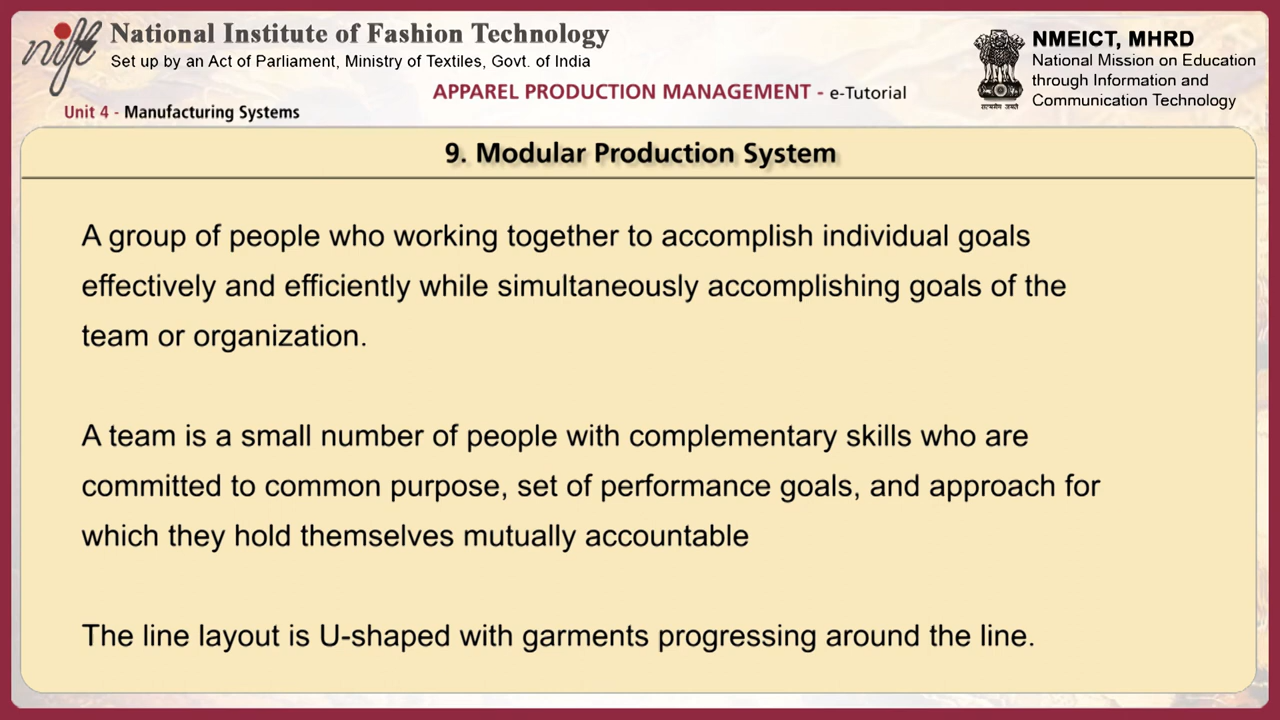 nift
National Institute of Fashion Technology
Set up by an Act of Parliament, Ministry of Textiles, Govt. of India
NMEICT, MHRD
National Mission on Education
through Information and
Communication Technology
सत्यमेव जयते
APPAREL PRODUCTION MANAGEMENT - e-Tutorial
Unit 4 - Manufacturing Systems
9. Modular Production System
A group of people who working together to accomplish individual goals
effectively and efficiently while simultaneously accomplishing goals of the
team or organization.
A team is a small number of people with complementary skills who are
committed to common purpose, set of performance goals, and approach for
which they hold themselves mutually accountable
The line layout is U-shaped with garments progressing around the line.